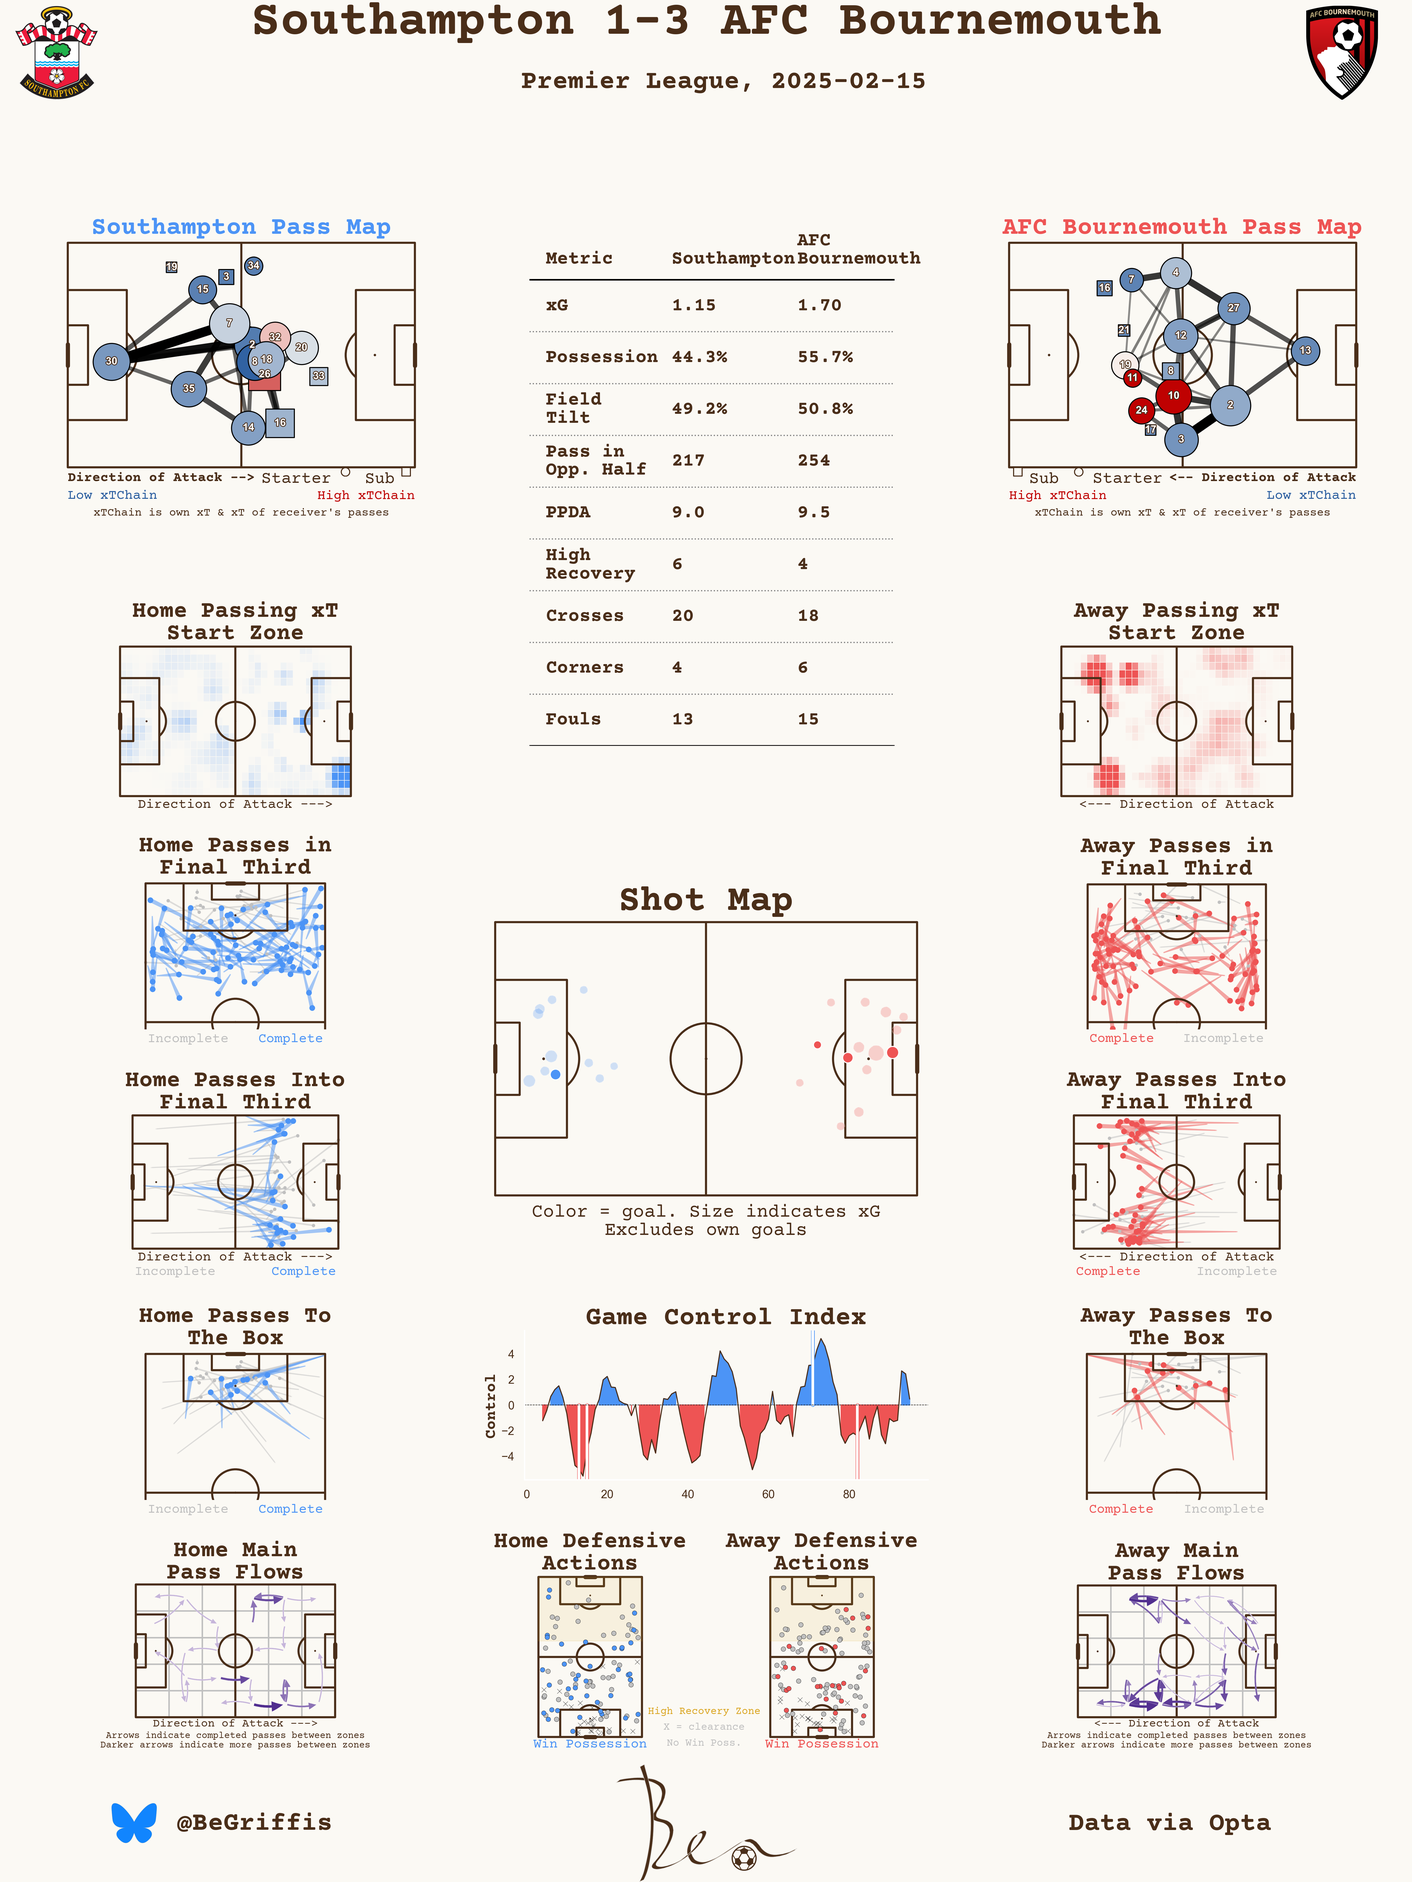 Southampton 1-3 AFC Bournemouth
Premier League, 2025-02-15
SOUTHAMPTON FC
AFC BOURNEMOUTH
Southampton Pass Map
19
3
34
15
7
2
32
20
8
18
26
30
33
35
14
16
Direction of Attack --> Starter Sub
Low xTChain High xTChain
xTChain is own xT & xT of receiver's passes
Metric Southampton AFC Bournemouth
xG 1.15 1.70
Possession 44.3% 55.7%
Field Tilt 49.2% 50.8%
Pass in Opp. Half 217 254
PPDA 9.0 9.5
High Recovery 6 4
Crosses 20 18
Corners 4 6
Fouls 13 15
AFC Bournemouth Pass Map
7
4
16
27
21
12
13
19
11
8
10
24
2
17
3
Sub Starter <-- Direction of Attack
High xTChain Low xTChain
xTChain is own xT & xT of receiver's passes
Home Passing xT
Start Zone
Direction of Attack --->
Away Passing xT
Start Zone
<--- Direction of Attack
Home Passes in
Final Third
Incomplete Complete
Away Passes in
Final Third
Complete Incomplete
Shot Map
Color = goal. Size indicates xG
Excludes own goals
Home Passes Into
Final Third
Direction of Attack --->
Incomplete Complete
Away Passes Into
Final Third
<--- Direction of Attack
Complete Incomplete
Home Passes To
The Box
Incomplete Complete
Game Control Index
Control
4
2
0
−2
−4
0 20 40 60 80
Away Passes To
The Box
Complete Incomplete
Home Main
Pass Flows
Direction of Attack --->
Arrows indicate completed passes between zones
Darker arrows indicate more passes between zones
Home Defensive
Actions
Win Possession
Away Defensive
Actions
Win Possession
High Recovery Zone
X = clearance
No Win Poss.
Away Main
Pass Flows
<--- Direction of Attack
Arrows indicate completed passes between zones
Darker arrows indicate more passes between zones
@BeGriffis
Ben
Data via Opta